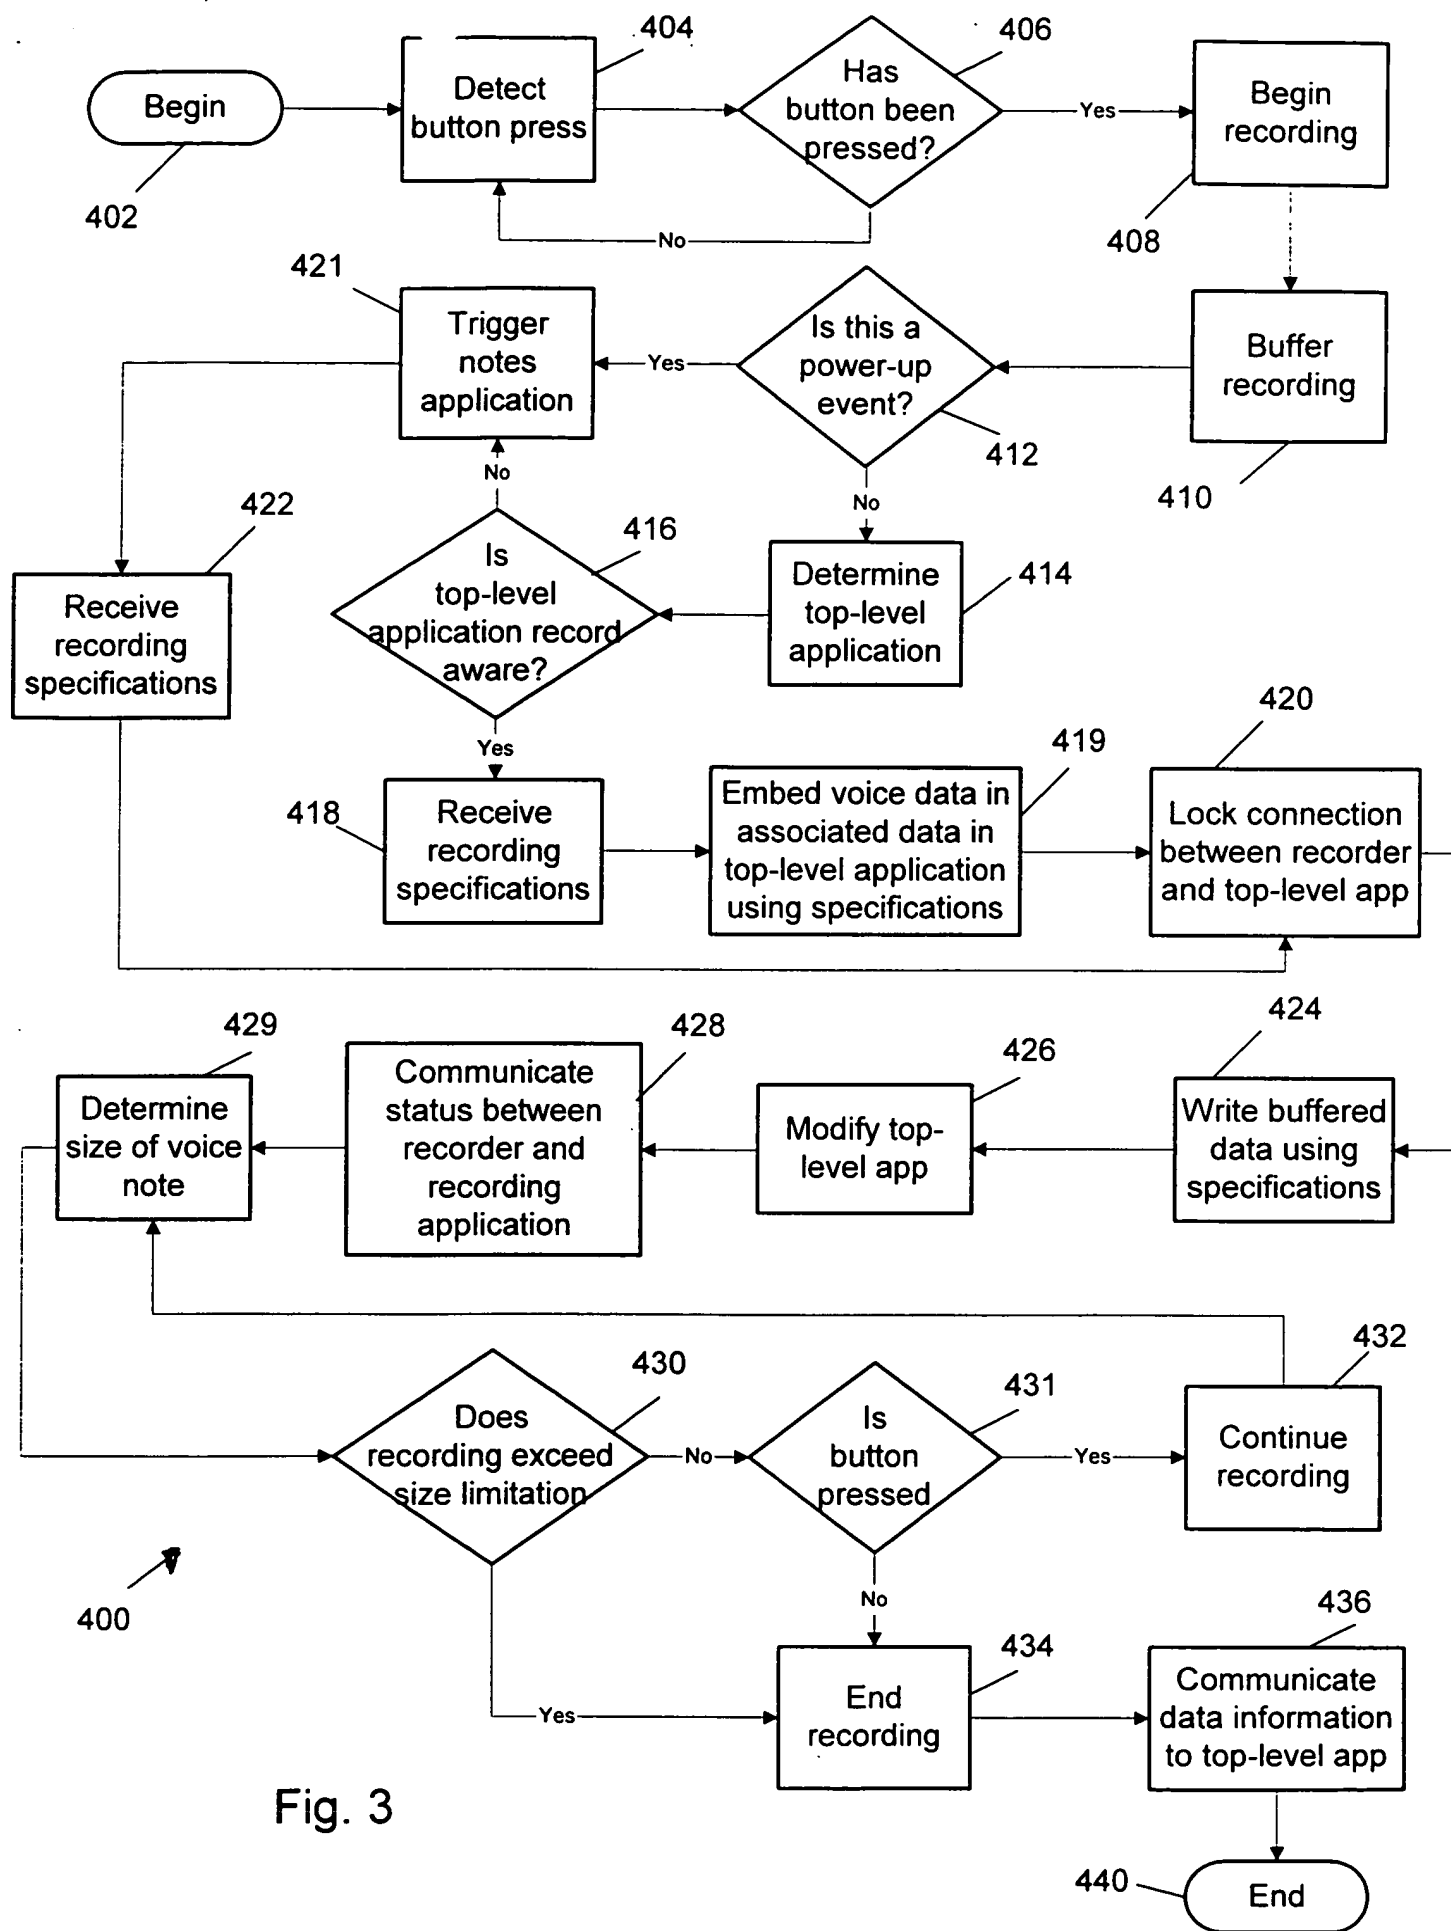 404
406
Begin
Detect
button press
Has
button been
pressed?
Yes
Begin
recording
402
408
No
421
Trigger
notes
application
Yes
Is this a
power-up
event?
412
Buffer
recording
410
No
No
422
416
Is
top-level
application record
aware?
Determine
top-level
application
414
Receive
recording
specifications
Yes
420
419
418
Receive
recording
specifications
Embed voice data in
associated data in
top-level application
using specifications
Lock connection
between recorder
and top-level app
429
428
426
424
Determine
size of voice
note
Communicate
status between
recorder and
recording
application
Modify top-
level app
Write buffered
data using
specifications
430
431
432
Does
recording exceed
size limitation
No
Is
button
pressed
Yes
Continue
recording
400
No
434
436
Yes
End
recording
Communicate
data information
to top-level app
Fig. 3
440
End